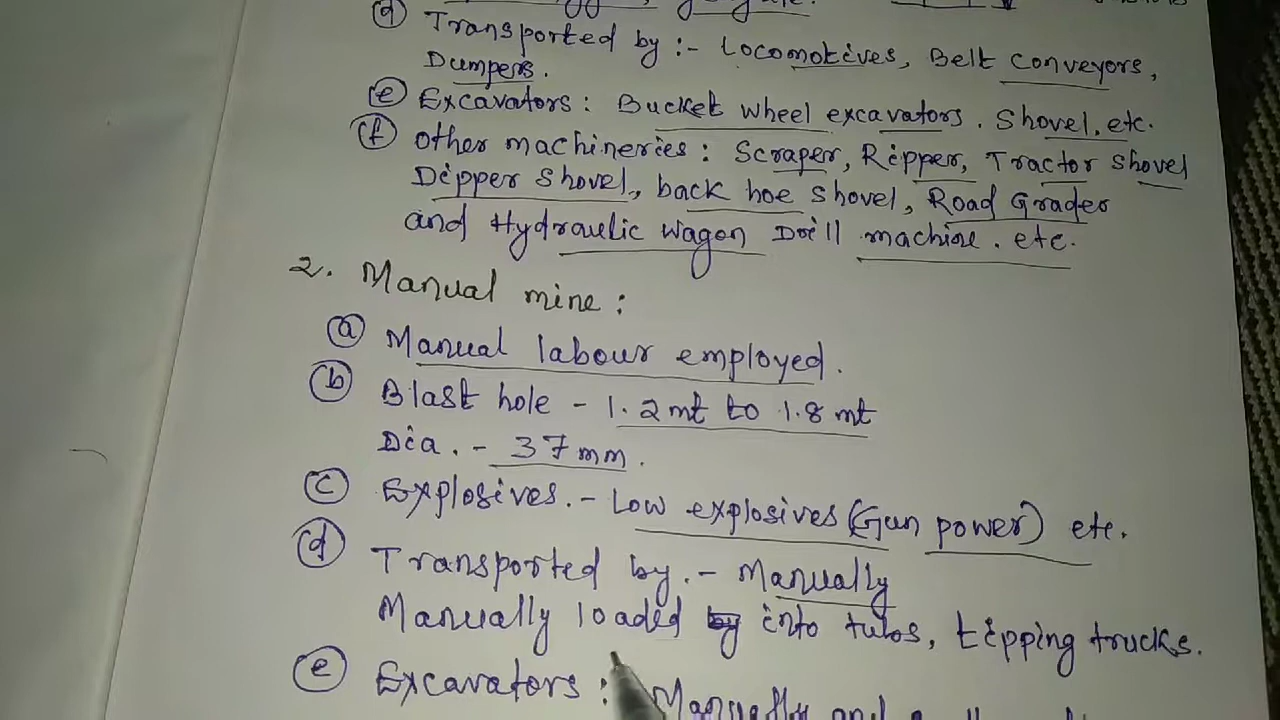 (d) Transported by :- Locomotives, Belt conveyors,
Dumpers.
(e) Excavators: Bucket wheel excavators. Shovel, etc.
(f) Other machineries: Scraper, Ripper, Tractor shovel
Dipper shovel, back hoe shovel, Road Grader
and Hydraulic wagon Drill machine. etc.
2. Manual mine:
(a) Manual labour employed.
(b) Blast hole - 1.2 mt to 1.8 mt
Dia. - 37mm.
(c) Explosives. - Low explosives (Gun power) etc.
(d) Transported by. - Manually
Manually loaded into tubs, tipping trucks.
(e) Excavators: Manually and